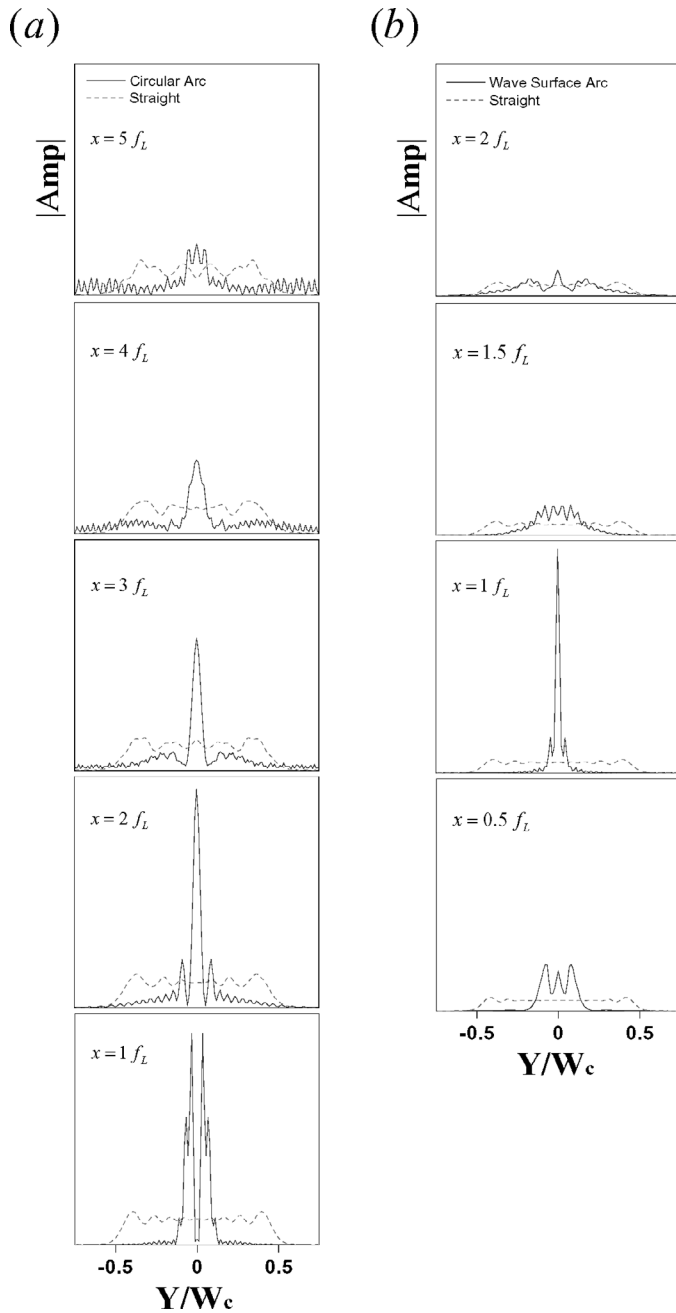 (a)
Circular Arc
Straight
x = 5 f_L
|Amp|
x = 4 f_L
x = 3 f_L
x = 2 f_L
x = 1 f_L
-0.5 0 0.5
Y/Wc
(b)
Wave Surface Arc
Straight
x = 2 f_L
|Amp|
x = 1.5 f_L
x = 1 f_L
x = 0.5 f_L
-0.5 0 0.5
Y/Wc